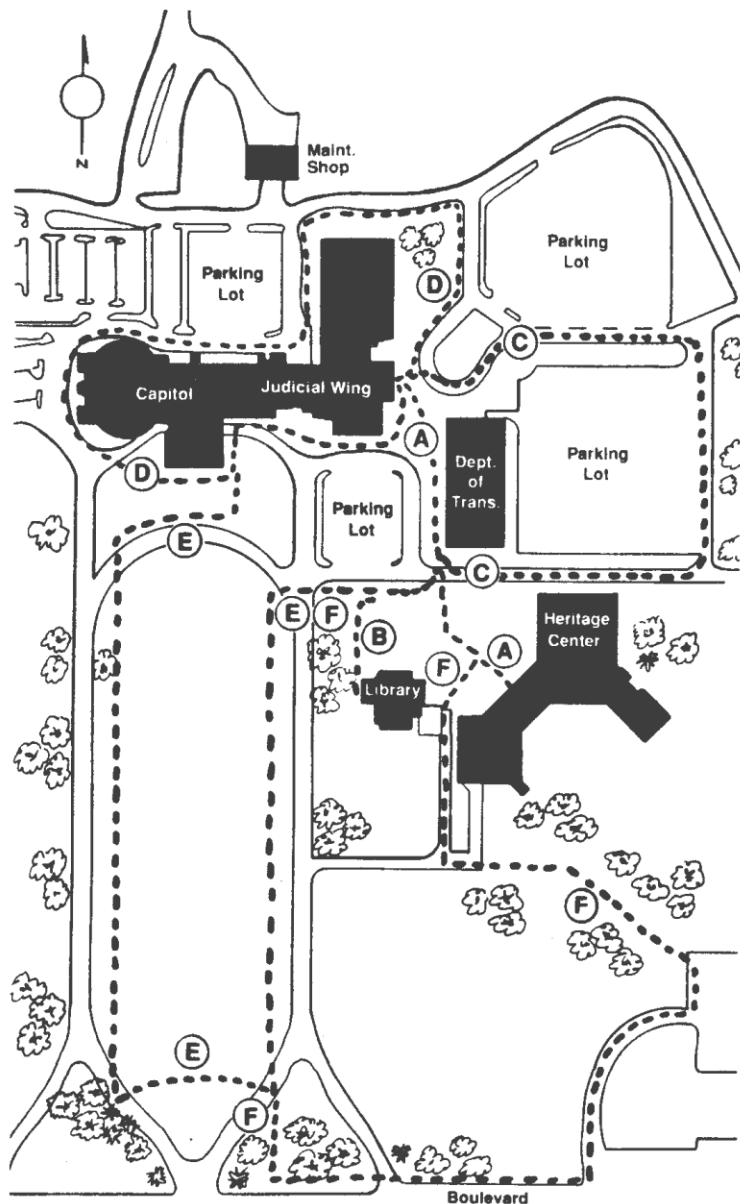 N
Maint.
Shop
Parking
Lot
D
Parking
Lot
C
Capitol
Judicial Wing
A
Dept.
of
Trans.
Parking
Lot
D
Parking
Lot
E
C
E
F
B
Heritage
Center
A
F
Library
F
E
F
Boulevard